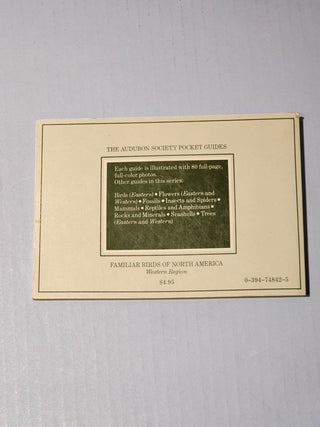 THE AUDUBON SOCIETY POCKET GUIDES
Each guide is illustrated with 80 full-page,
full-color photos.
Other guides in this series:
Birds (Eastern) • Flowers (Eastern and
Western) • Fossils • Insects and Spiders •
Mammals • Reptiles and Amphibians •
Rocks and Minerals • Seashells • Trees
(Eastern and Western)
FAMILIAR BIRDS OF NORTH AMERICA
Western Region
$4.95
0-394-74842-5